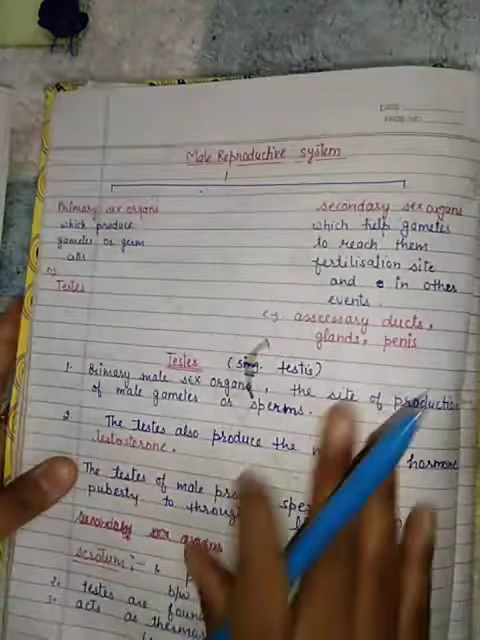 DATE
PAGE NO.
Male Reproductive system
Primary sex organs
which produce
gametes or germ
cells
eg
Testes
secondary sex organs
which help gametes
to reach them
fertilisation site
and in other
events.
eg. assecssary ducts,
glands, penis
Testes (sing. testis)
1. Primary male sex organs, the site of production
of male gametes or sperms.
2. The testes also produce the hormone
testosterone.
The testes of male
puberty to through
secondary sex organs
scrotum :- 1.
2. testes are
3. acts as